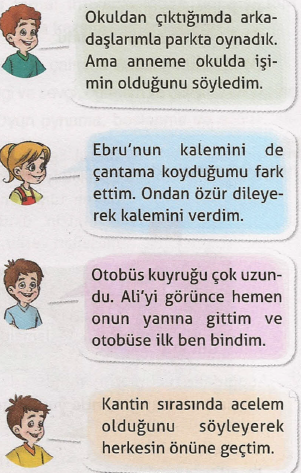 Okuldan çıktığımda arka-
daşlarımla parkta oynadık.
Ama anneme okulda işi-
min olduğunu söyledim.
Ebru'nun kalemini de
çantama koyduğumu fark
ettim. Ondan özür dileye-
rek kalemini verdim.
Otobüs kuyruğu çok uzun-
du. Ali'yi görünce hemen
onun yanına gittim ve
otobüse ilk ben bindim.
Kantin sırasında acelem
olduğunu söyleyerek
herkesin önüne geçtim.